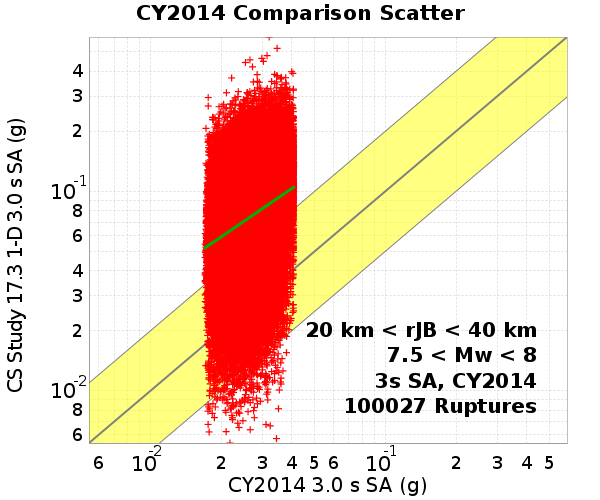 CY2014 Comparison Scatter
CS Study 17.3 1-D 3.0 s SA (g)
4
3
2
10-1
8
6
4
3
2
10-2
8
6
20 km < rJB < 40 km
7.5 < Mw < 8
3s SA, CY2014
100027 Ruptures
6 8 10-2 2 3 4 5 6 10-1 2 3 4 5
CY2014 3.0 s SA (g)